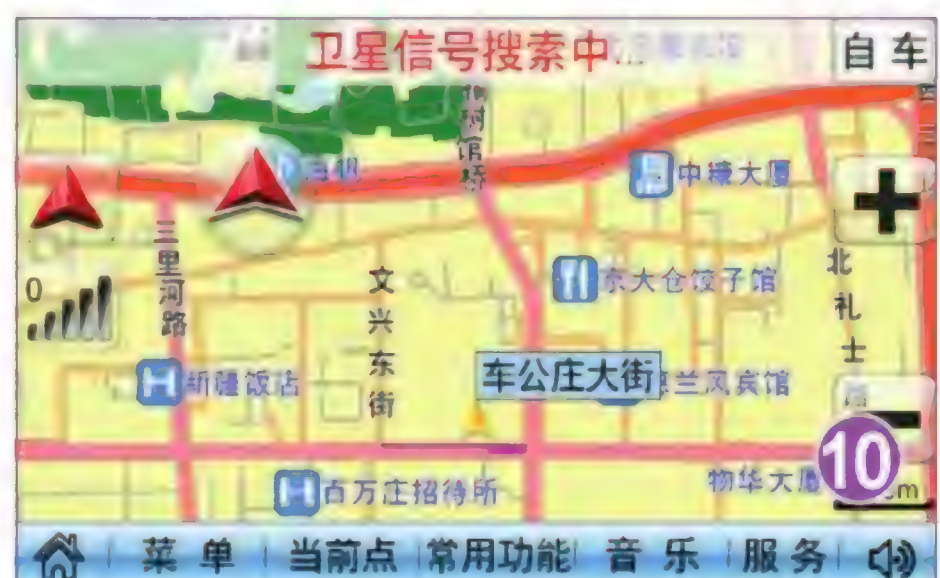 卫星信号搜索中...
自车
中糖大厦
三里河路
文兴东街
京大仓饺子馆
北礼士
0
新疆饭店
车公庄大街
兰风宾馆
10
百万庄招待所
物华大厦
m
菜单 当前点 常用功能 音乐 服务